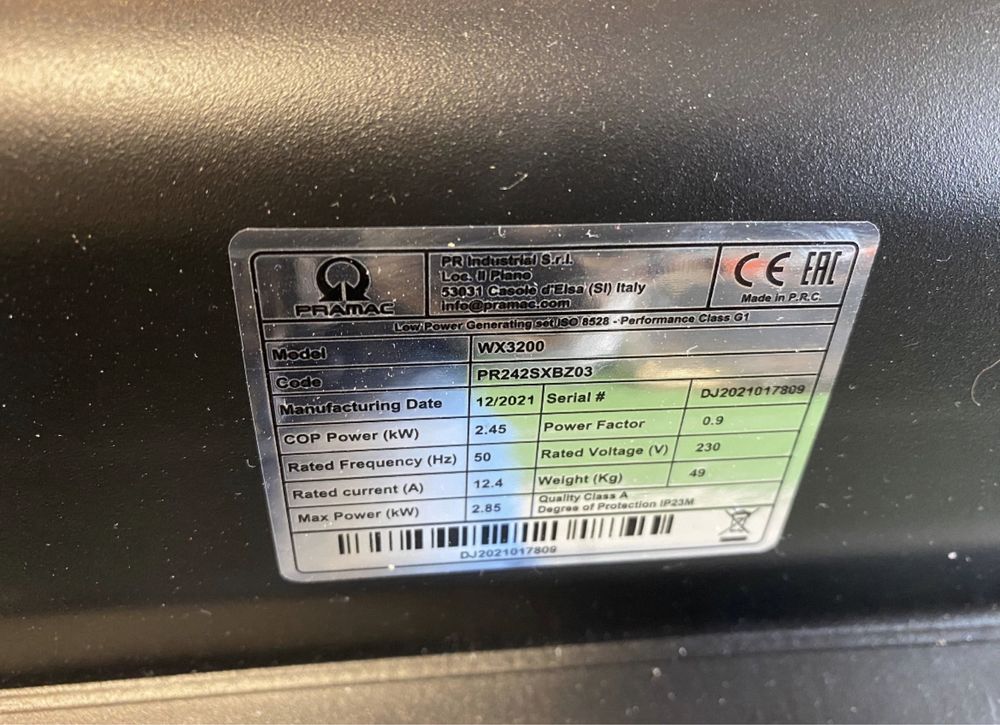 PRAMAC
PR Industrial S.r.l.
Loc. Il Piano
53031 Casole d'Elsa (SI) Italy
info@pramac.com
CE EAC
Made in P.R.C.
Low Power Generating set ISO 8528 - Performance Class G1
Model WX3200
Code PR242SXBZ03
Manufacturing Date 12/2021 Serial # DJ2021017809
COP Power (kW) 2.45 Power Factor 0.9
Rated Frequency (Hz) 50 Rated Voltage (V) 230
Rated current (A) 12.4 Weight (Kg) 49
Max Power (kW) 2.85 Quality Class A
Degree of Protection IP23M
DJ2021017809